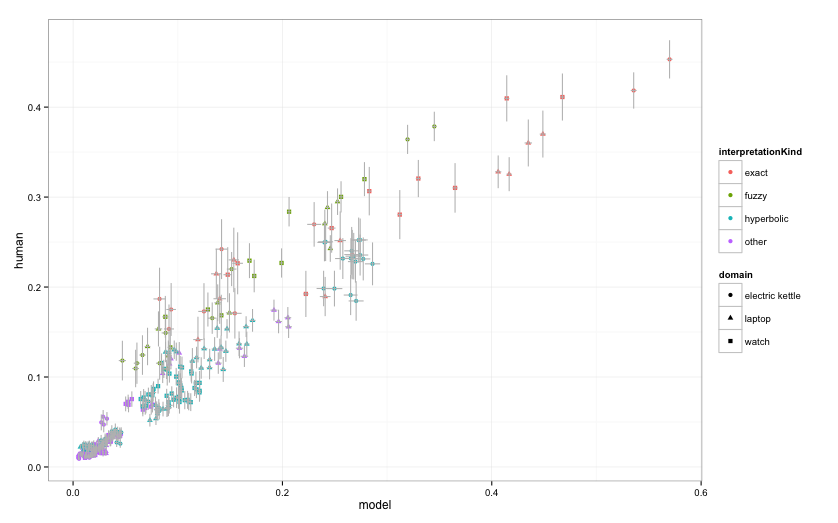 0.4
0.3
0.2
0.1
0.0
human
0.0 0.2 0.4 0.6
model
interpretationKind
exact
fuzzy
hyperbolic
other
domain
electric kettle
laptop
watch